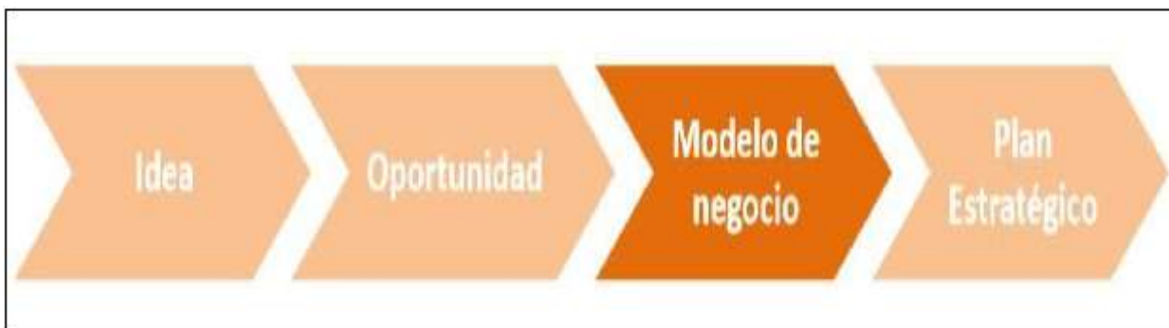 Idea
Oportunidad
Modelo de
negocio
Plan
Estratégico